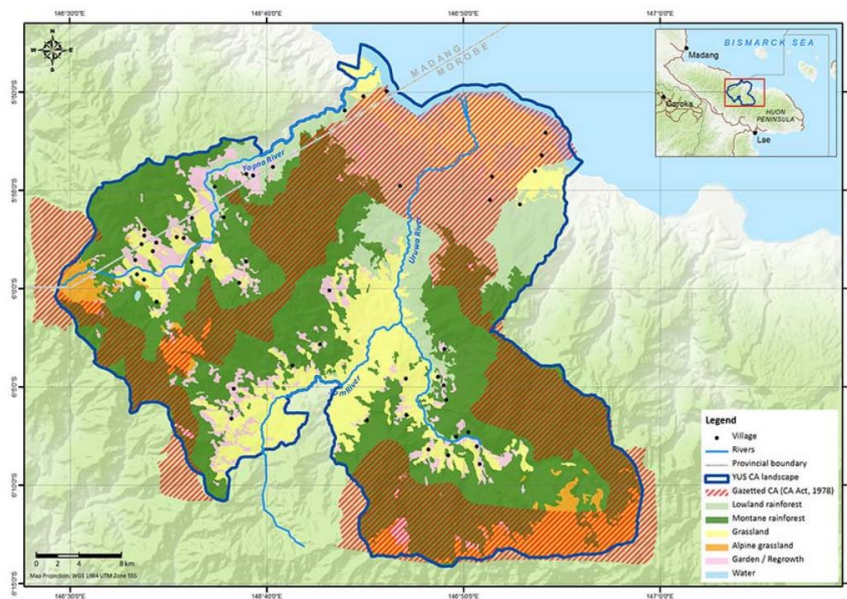 146°30'0"E
146°40'0"E
146°50'0"E
147°0'0"E
N
W
E
S
MADANG
MOROBE
BISMARCK SEA
Madang
Goroka
HUON
PENINSULA
Lae
5°50'0"S
5°55'0"S
6°0'0"S
6°5'0"S
6°10'0"S
6°15'0"S
Yopno River
Uruwa River
Som River
Legend
Village
Rivers
Provincial boundary
YUS CA landscape
Gazetted CA (CA Act, 1978)
Lowland rainforest
Montane rainforest
Grassland
Alpine grassland
Garden / Regrowth
Water
0 2 4 8 km
Map Projection: WGS 1984 UTM Zone 55S